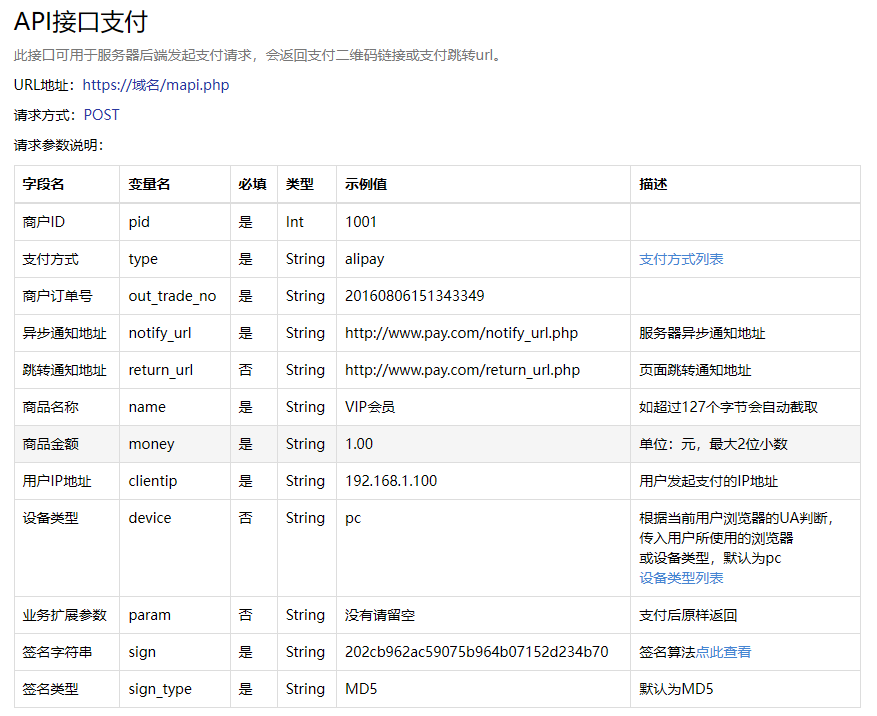 API接口支付
此接口可用于服务器后端发起支付请求，会返回支付二维码链接或支付跳转url。
URL地址：https://域名/mapi.php
请求方式：POST
请求参数说明：
字段名 变量名 必填 类型 示例值 描述
商户ID pid 是 Int 1001
支付方式 type 是 String alipay 支付方式列表
商户订单号 out_trade_no 是 String 20160806151343349
异步通知地址 notify_url 是 String http://www.pay.com/notify_url.php 服务器异步通知地址
跳转通知地址 return_url 否 String http://www.pay.com/return_url.php 页面跳转通知地址
商品名称 name 是 String VIP会员 如超过127个字节会自动截取
商品金额 money 是 String 1.00 单位：元，最大2位小数
用户IP地址 clientip 是 String 192.168.1.100 用户发起支付的IP地址
设备类型 device 否 String pc 根据当前用户浏览器的UA判断，
传入用户所使用的浏览器
或设备类型，默认为pc
设备类型列表
业务扩展参数 param 否 String 没有请留空 支付后原样返回
签名字符串 sign 是 String 202cb962ac59075b964b07152d234b70 签名算法点此查看
签名类型 sign_type 是 String MD5 默认为MD5